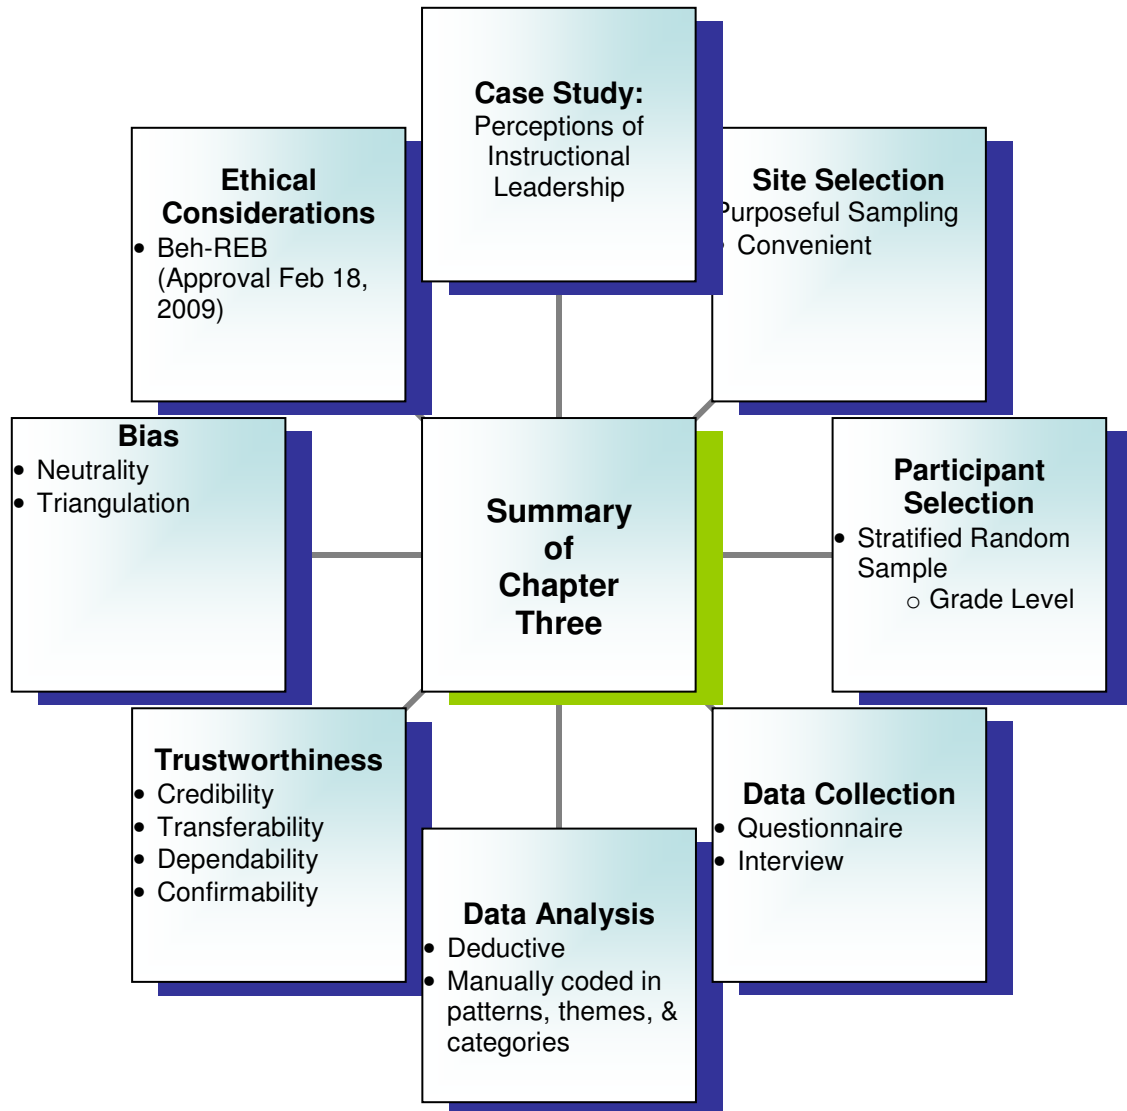 Case Study:
Perceptions of
Instructional
Leadership
Site Selection
Purposeful Sampling
• Convenient
Participant
Selection
• Stratified Random
Sample
o Grade Level
Data Collection
• Questionnaire
• Interview
Data Analysis
• Deductive
• Manually coded in
patterns, themes, &
categories
Trustworthiness
• Credibility
• Transferability
• Dependability
• Confirmability
Bias
• Neutrality
• Triangulation
Ethical
Considerations
• Beh-REB
(Approval Feb 18,
2009)
Summary
of
Chapter
Three